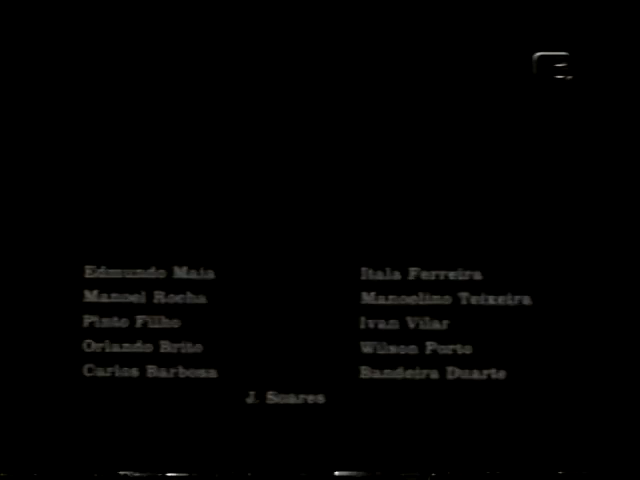 Edmundo Maia Itala Ferreira
Manoel Rocha Manoelino Teixeira
Pinto Filho Ivan Vilar
Orlando Brito Wilson Porto
Carlos Barbosa Bandeira Duarte
J. Soares